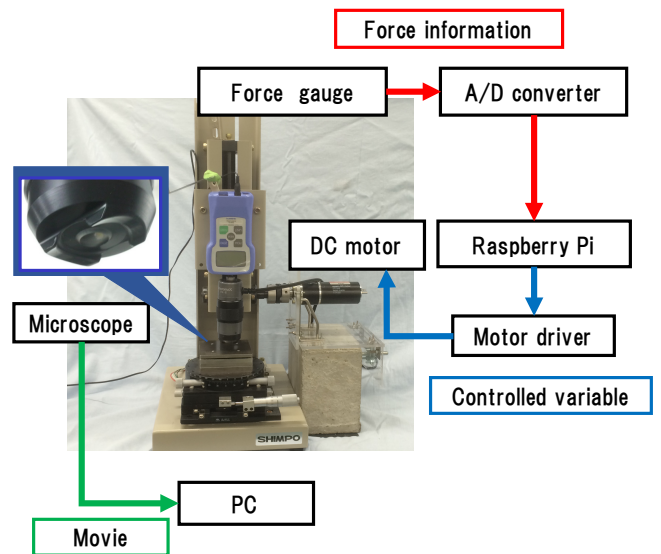 Force information
Force gauge
A/D converter
DC motor
Raspberry Pi
Microscope
Motor driver
Controlled variable
SHIMPO
PC
Movie